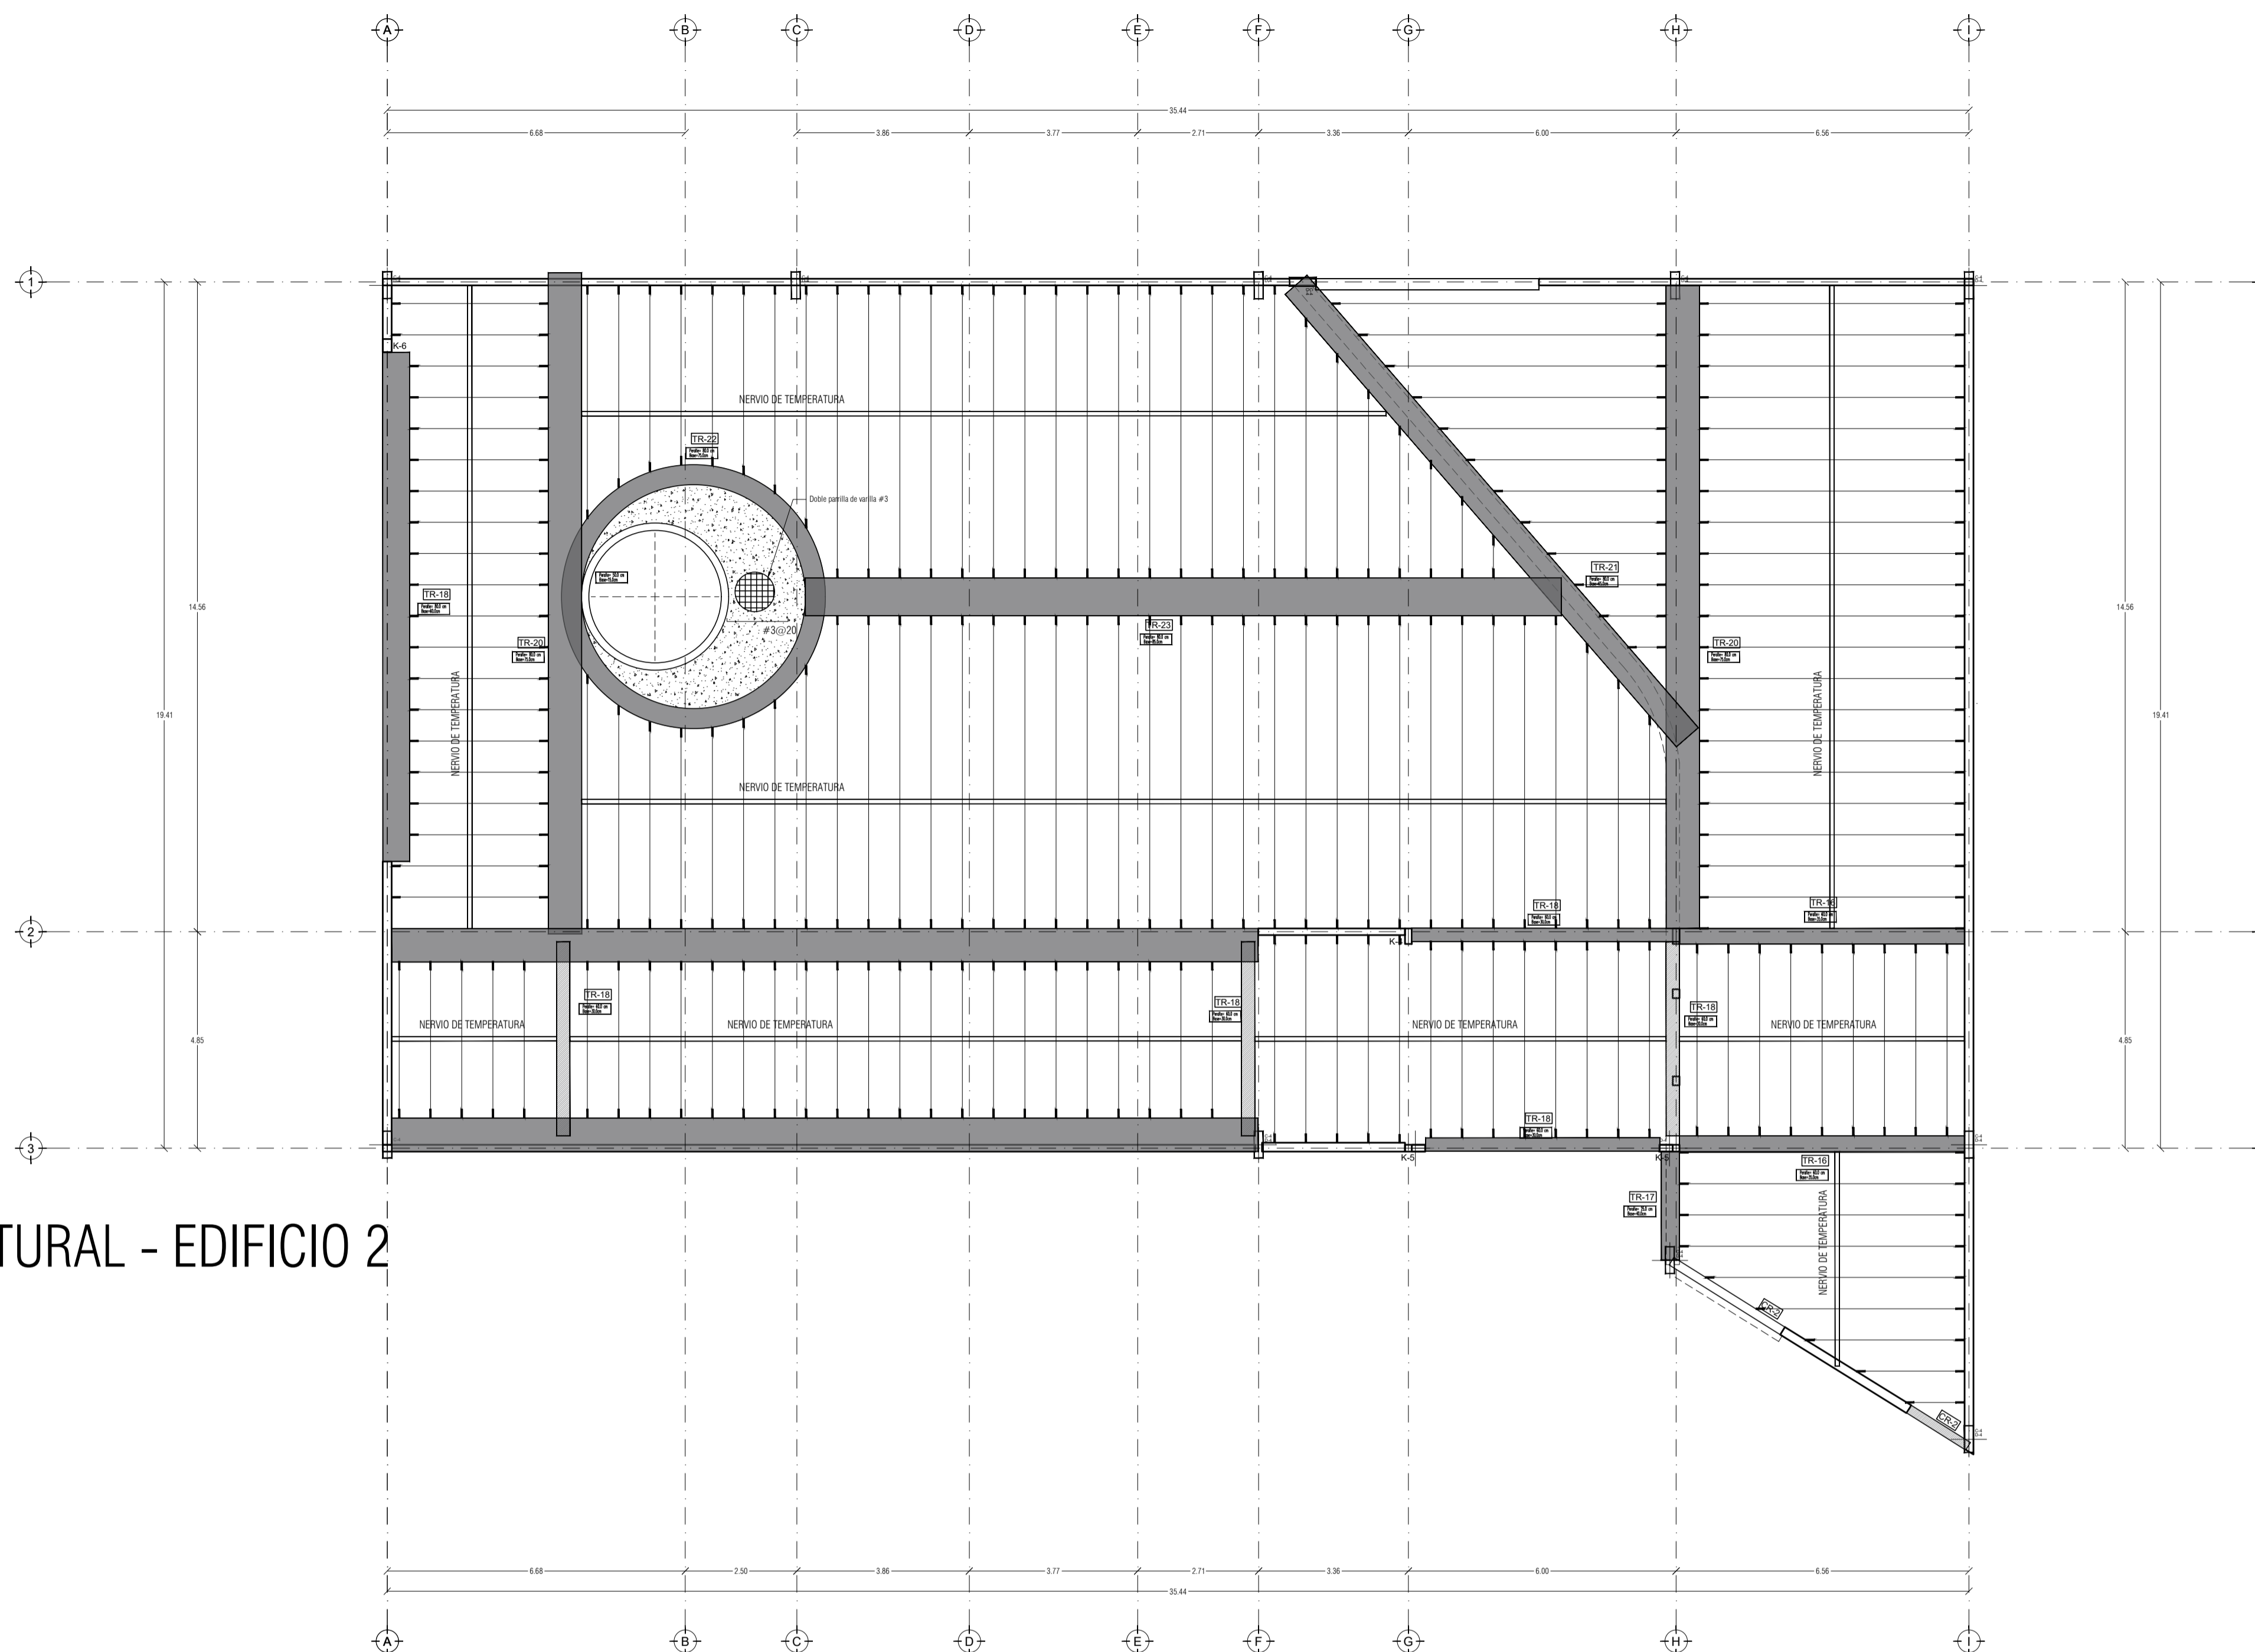 A B C D E F G H I
35.44
6.68 3.86 3.77 2.71 3.36 6.00 6.56
1
K-6
NERVIO DE TEMPERATURA
TR-22
Doble parrilla de varilla #3
TR-21
TR-18
14.56
14.56
#3@20
TR-23
TR-20
TR-20
NERVIO DE TEMPERATURA
NERVIO DE TEMPERATURA
19.41
19.41
NERVIO DE TEMPERATURA
TR-18
TR-16
2
K-4
TR-18
TR-18
TR-18
NERVIO DE TEMPERATURA
NERVIO DE TEMPERATURA
NERVIO DE TEMPERATURA
NERVIO DE TEMPERATURA
4.85
4.85
TR-18
3
K-5
K-5
TR-16
TR-17
NERVIO DE TEMPERATURA
TURAL - EDIFICIO 2
CR-2
CR-2
6.68 2.50 3.86 3.77 2.71 3.36 6.00 6.56
35.44
A B C D E F G H I